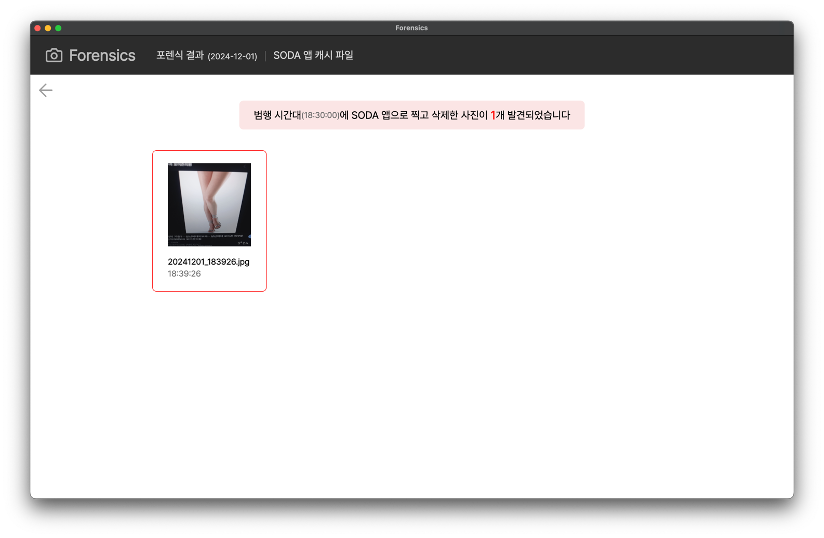 Forensics
Forensics 포렌식 결과 (2024-12-01) SODA 앱 캐시 파일
범행 시간대(18:30:00)에 SODA 앱으로 찍고 삭제한 사진이 1개 발견되었습니다
20241201_183926.jpg
18:39:26